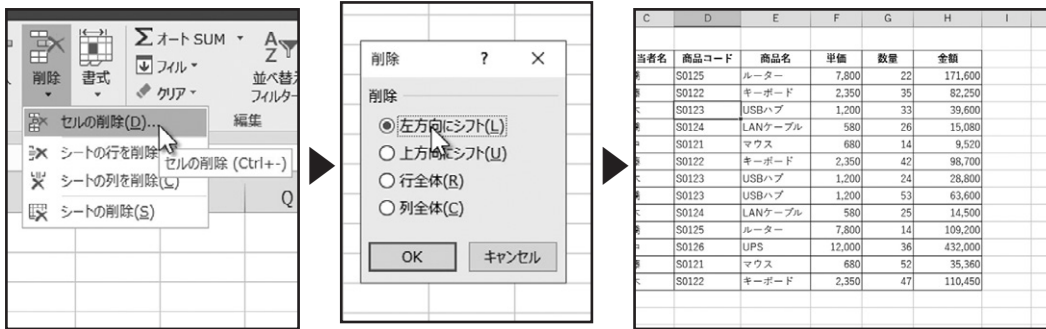 オート SUM
フィル
クリア
削除
書式
並べ替え
フィルター
編集
セルの削除(D)...
シートの行を削除
セルの削除 (Ctrl+-)
シートの列を削除(C)
シートの削除(S)
Q
削除 ? ×
削除
左方向にシフト(L)
上方向にシフト(U)
行全体(R)
列全体(C)
OK キャンセル
C D E F G H I
当者名 商品コード 商品名 単価 数量 金額
S0125 ルーター 7,800 22 171,600
S0122 キーボード 2,350 35 82,250
S0123 USBハブ 1,200 33 39,600
S0124 LANケーブル 580 26 15,080
S0121 マウス 680 14 9,520
S0122 キーボード 2,350 42 98,700
S0123 USBハブ 1,200 24 28,800
S0123 USBハブ 1,200 53 63,600
S0124 LANケーブル 580 25 14,500
S0125 ルーター 7,800 14 109,200
S0126 UPS 12,000 36 432,000
S0121 マウス 680 52 35,360
S0122 キーボード 2,350 47 110,450